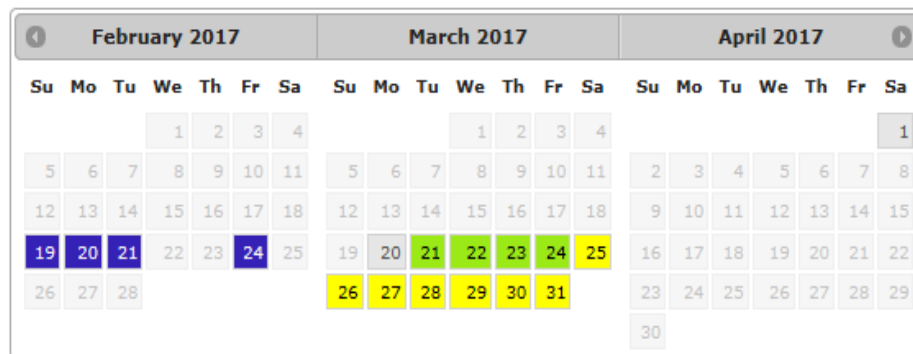 February 2017 March 2017 April 2017
Su Mo Tu We Th Fr Sa Su Mo Tu We Th Fr Sa Su Mo Tu We Th Fr Sa
1 2 3 4 1 2 3 4 1
5 6 7 8 9 10 11 5 6 7 8 9 10 11 2 3 4 5 6 7 8
12 13 14 15 16 17 18 12 13 14 15 16 17 18 9 10 11 12 13 14 15
19 20 21 22 23 24 25 19 20 21 22 23 24 25 16 17 18 19 20 21 22
26 27 28 26 27 28 29 30 31 23 24 25 26 27 28 29
30